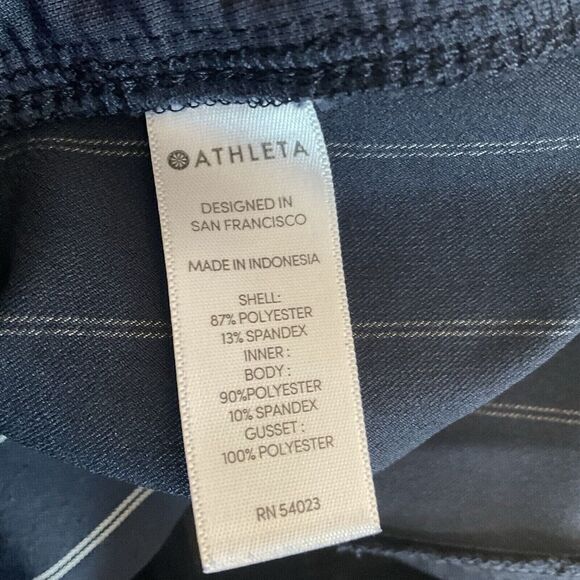 ATHLETA
DESIGNED IN
SAN FRANCISCO
MADE IN INDONESIA
SHELL:
87% POLYESTER
13% SPANDEX
INNER :
BODY :
90%POLYESTER
10% SPANDEX
GUSSET :
100% POLYESTER
RN 54023